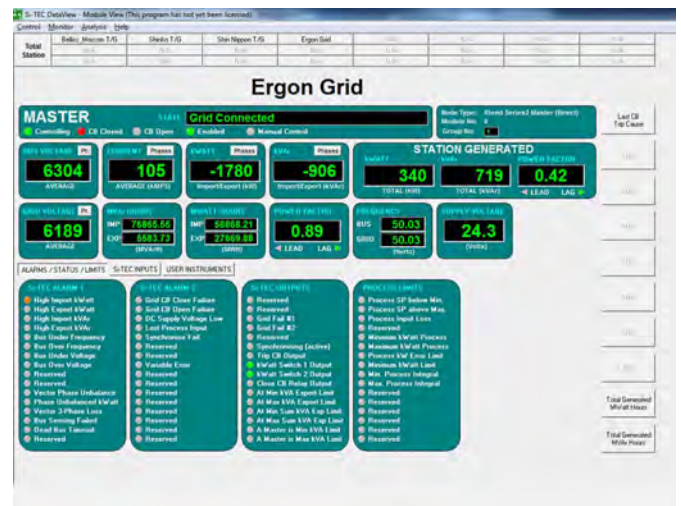 Si-TEC DataView - Module View (This program has not yet been licensed)
Control Monitor Analysis Help
Total Station
Belliss_Morcom T/G Shinko T/G Shin Nippon T/G Ergon Grid
Ergon Grid
MASTER STATE Grid Connected
Controlling CB Closed CB Open Enabled Manual Control
Node Type: Xtend Series2 Master (Direct)
Module No:
Group No:
Last CB Trip Cause
BUS VOLTAGE Ph
6304
AVERAGE
CURRENT Phases
105
AVERAGE (AMPS)
kWATT Phases
-1780
Import/Export (kW)
kVAr Phases
-906
Import/Export (kVAr)
STATION GENERATED
kWATT kVAr POWER FACTOR
340 719 0.42
TOTAL (kW) TOTAL (kVAr) LEAD LAG
GRID VOLTAGE Ph
6189
AVERAGE
MVAr HOURS
IMP 76865.56
EXP 6583.73
(MVArH)
MWATT HOURS
IMP 58868.21
EXP 27869.88
(MWH)
POWER FACTOR
0.89
LEAD LAG
FREQUENCY
BUS 50.03
GRID 50.03
(Hertz)
SUPPLY VOLTAGE
24.3
(Volts)
ALARMS / STATUS / LIMITS Si-TEC INPUTS USER INSTRUMENTS
Si-TEC ALARM 1
High Import kWatt
High Export kWatt
High Import kVAr
High Export kVAr
Bus Under Frequency
Bus Over Frequency
Bus Under Voltage
Bus Over Voltage
Reserved
Reserved
Vector Phase Unbalance
Phase Unbalanced kWatt
Vector 3-Phase Loss
Bus Sensing Failed
Dead Bus Timeout
Reserved
Si-TEC ALARM 2
Grid CB Close Failure
Grid CB Open Failure
DC Supply Voltage Low
Lost Process Input
Synchronise Fail
Reserved
Reserved
Variable Error
Reserved
Reserved
Reserved
Reserved
Reserved
Reserved
Reserved
Reserved
Si-TEC OUTPUTS
Reserved
Reserved
Grid Fail #1
Grid Fail #2
Reserved
Synchronising (active)
Trip CB Output
kWatt Switch 1 Output
kWatt Switch 2 Output
Close CB Relay Output
At Min kVA Export Limit
At Max kVA Export Limit
At Min Sum kVA Exp Limit
At Max Sum kVA Exp Limit
A Master is Min kVA Limit
A Master is Max kVA Limit
PROCESS LIMITS
Process SP below Min.
Process SP above Max.
Process Input Loss
Reserved
Minimum kWatt Process
Maximum kWatt Process
Process kW Error Limit
Minimum kWatt Limit
Min. Process Integral
Max. Process Integral
Reserved
Reserved
Reserved
Reserved
Reserved
Reserved
Total Generated MWatt Hours
Total Generated MVAr Hours